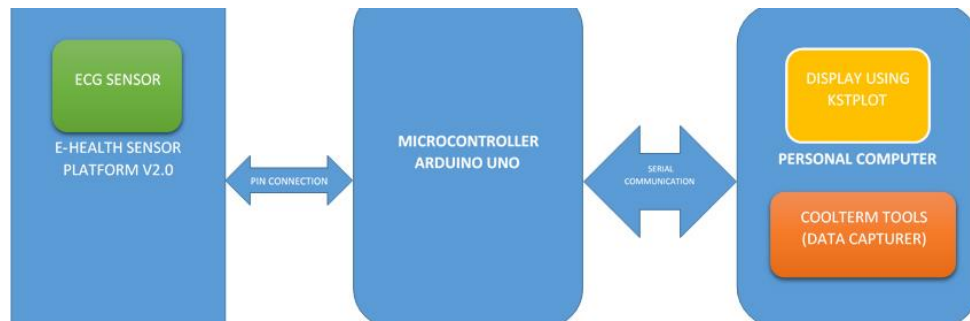 ECG SENSOR
E-HEALTH SENSOR
PLATFORM V2.0
PIN CONNECTION
MICROCONTROLLER
ARDUINO UNO
SERIAL
COMMUNICATION
DISPLAY USING
KSTPLOT
PERSONAL COMPUTER
COOLTERM TOOLS
(DATA CAPTURER)